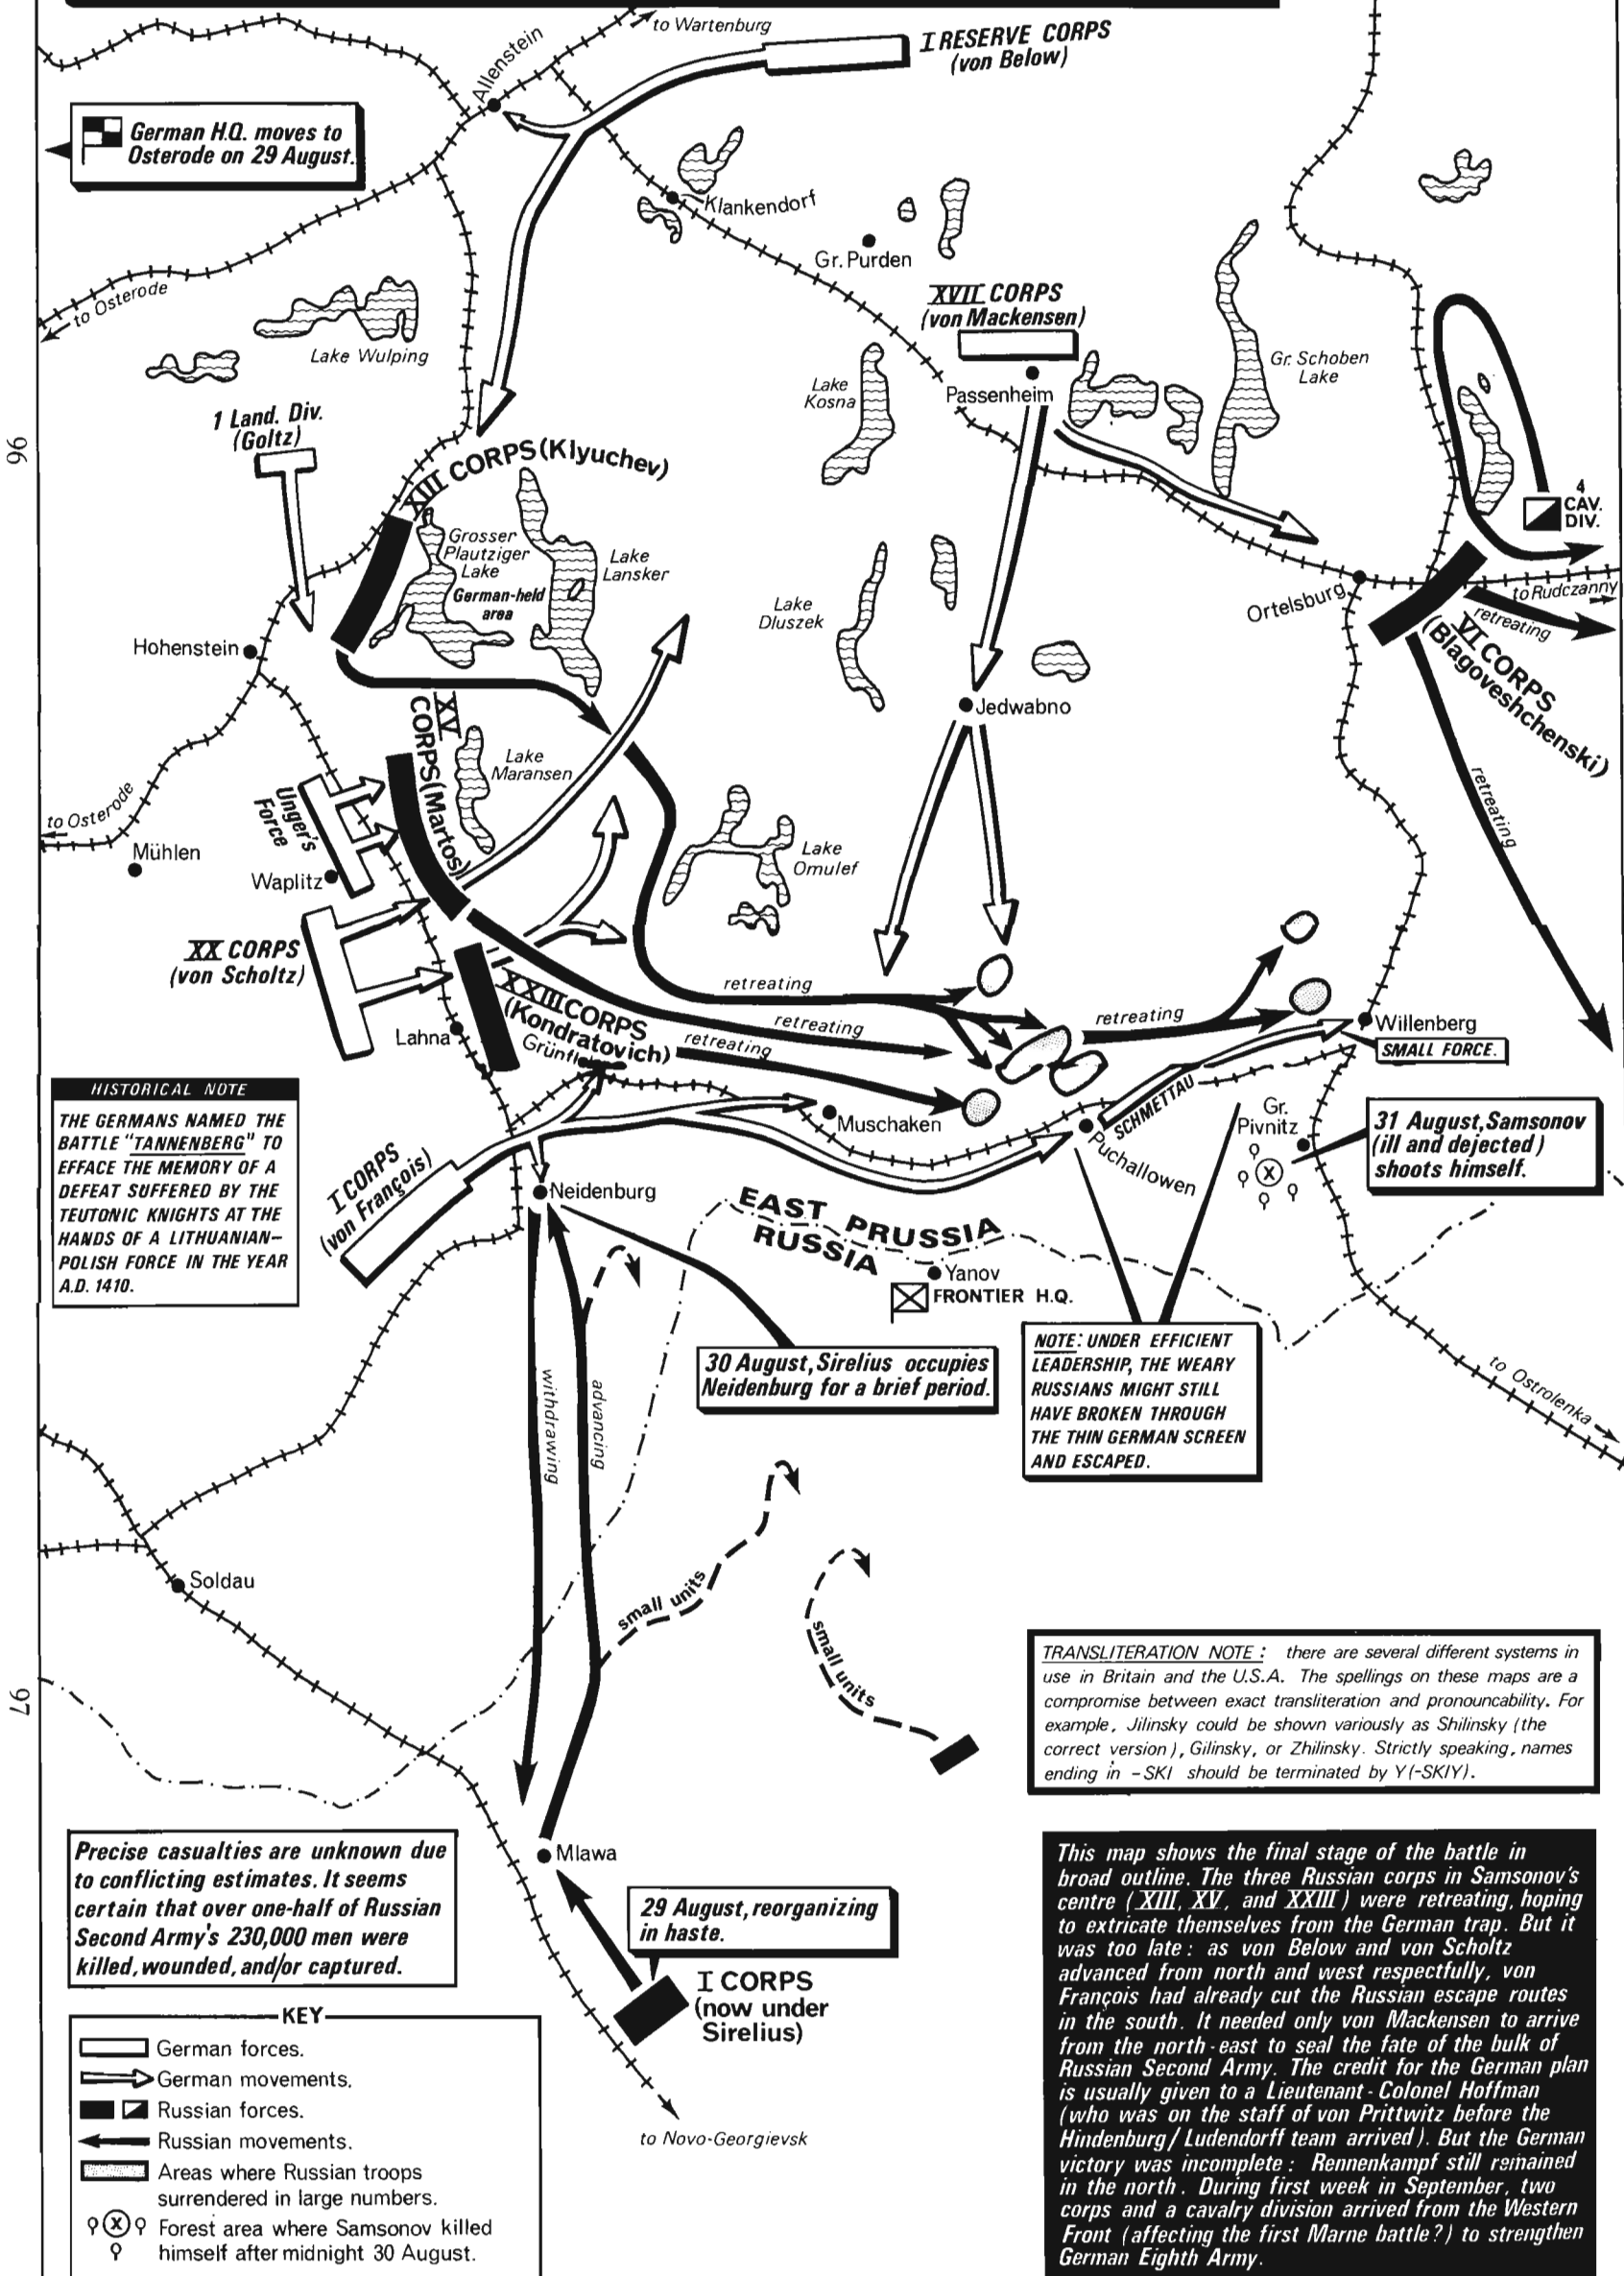 to Wartenburg
I RESERVE CORPS
(von Below)
Allenstein
German H.Q. moves to
Osterode on 29 August.
Klankendorf
Gr. Purden
to Osterode
Lake Wulping
XVII CORPS
(von Mackensen)
Passenheim
Lake
Kosna
Gr. Schoben
Lake
1 Land. Div.
(Goltz)
96
XIII CORPS (Klyuchev)
4
CAV.
DIV.
Grosser
Plautziger
Lake
German-held
area
Lake
Lansker
Lake
Dluszek
Ortelsburg
to Rudczanny
retreating
VI CORPS
(Blagoveshchenski)
retreating
Hohenstein
Jedwabno
XV
CORPS (Martos)
Lake
Maransen
to Osterode
Unger's
Force
Mühlen
Waplitz
Lake
Omulef
XX CORPS
(von Scholtz)
XXIII CORPS
(Kondratovich)
Lahna
Grünfl
retreating
retreating
retreating
retreating
Willenberg
SMALL FORCE.
HISTORICAL NOTE
THE GERMANS NAMED THE
BATTLE "TANNENBERG" TO
EFFACE THE MEMORY OF A
DEFEAT SUFFERED BY THE
TEUTONIC KNIGHTS AT THE
HANDS OF A LITHUANIAN–
POLISH FORCE IN THE YEAR
A.D. 1410.
Muschaken
SCHMETTAU
Puchallowen
Gr.
Pivnitz
31 August, Samsonov
(ill and dejected)
shoots himself.
I CORPS
(von François)
Neidenburg
EAST PRUSSIA
RUSSIA
Yanov
FRONTIER H.Q.
30 August, Sirelius occupies
Neidenburg for a brief period.
NOTE: UNDER EFFICIENT
LEADERSHIP, THE WEARY
RUSSIANS MIGHT STILL
HAVE BROKEN THROUGH
THE THIN GERMAN SCREEN
AND ESCAPED.
to Ostrolenka
withdrawing
advancing
Soldau
small units
small units
97
TRANSLITERATION NOTE: there are several different systems in
use in Britain and the U.S.A. The spellings on these maps are a
compromise between exact transliteration and pronouncability. For
example, Jilinsky could be shown variously as Shilinsky (the
correct version), Gilinsky, or Zhilinsky. Strictly speaking, names
ending in –SKI should be terminated by Y(-SKIY).
Precise casualties are unknown due
to conflicting estimates. It seems
certain that over one-half of Russian
Second Army's 230,000 men were
killed, wounded, and/or captured.
Mlawa
29 August, reorganizing
in haste.
I CORPS
(now under
Sirelius)
to Novo-Georgievsk
This map shows the final stage of the battle in
broad outline. The three Russian corps in Samsonov's
centre (XIII, XV, and XXIII) were retreating, hoping
to extricate themselves from the German trap. But it
was too late: as von Below and von Scholtz
advanced from north and west respectfully, von
François had already cut the Russian escape routes
in the south. It needed only von Mackensen to arrive
from the north-east to seal the fate of the bulk of
Russian Second Army. The credit for the German plan
is usually given to a Lieutenant-Colonel Hoffman
(who was on the staff of von Prittwitz before the
Hindenburg/Ludendorff team arrived). But the German
victory was incomplete: Rennenkampf still remained
in the north. During first week in September, two
corps and a cavalry division arrived from the Western
Front (affecting the first Marne battle?) to strengthen
German Eighth Army.
KEY
German forces.
German movements.
Russian forces.
Russian movements.
Areas where Russian troops
surrendered in large numbers.
Forest area where Samsonov killed
himself after midnight 30 August.